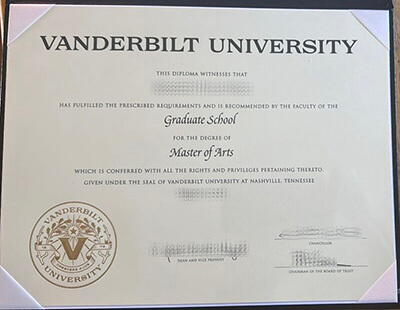 VANDERBILT UNIVERSITY
THIS DIPLOMA WITNESSES THAT
HAS FULFILLED THE PRESCRIBED REQUIREMENTS AND IS RECOMMENDED BY THE FACULTY OF THE
Graduate School
FOR THE DEGREE OF
Master of Arts
WHICH IS CONFERRED WITH ALL THE RIGHTS AND PRIVILEGES PERTAINING THERETO.
GIVEN UNDER THE SEAL OF VANDERBILT UNIVERSITY AT NASHVILLE, TENNESSEE
VANDERBILT
V
UNIVERSITY
DEAN AND VICE PROVOST
CHANCELLOR
CHAIRMAN OF THE BOARD OF TRUST